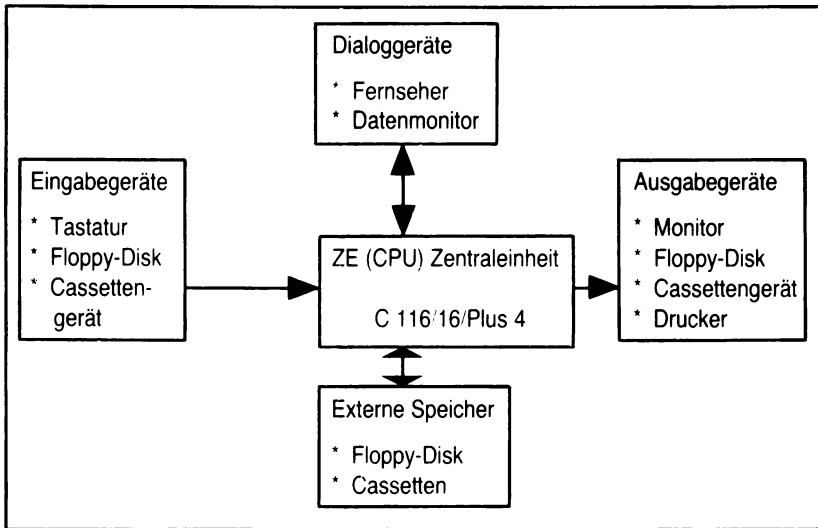 Dialoggeräte
* Fernseher
* Datenmonitor
Eingabegeräte
* Tastatur
* Floppy-Disk
* Cassetten-
gerät
ZE (CPU) Zentraleinheit
C 116/16/Plus 4
Ausgabegeräte
* Monitor
* Floppy-Disk
* Cassettengerät
* Drucker
Externe Speicher
* Floppy-Disk
* Cassetten